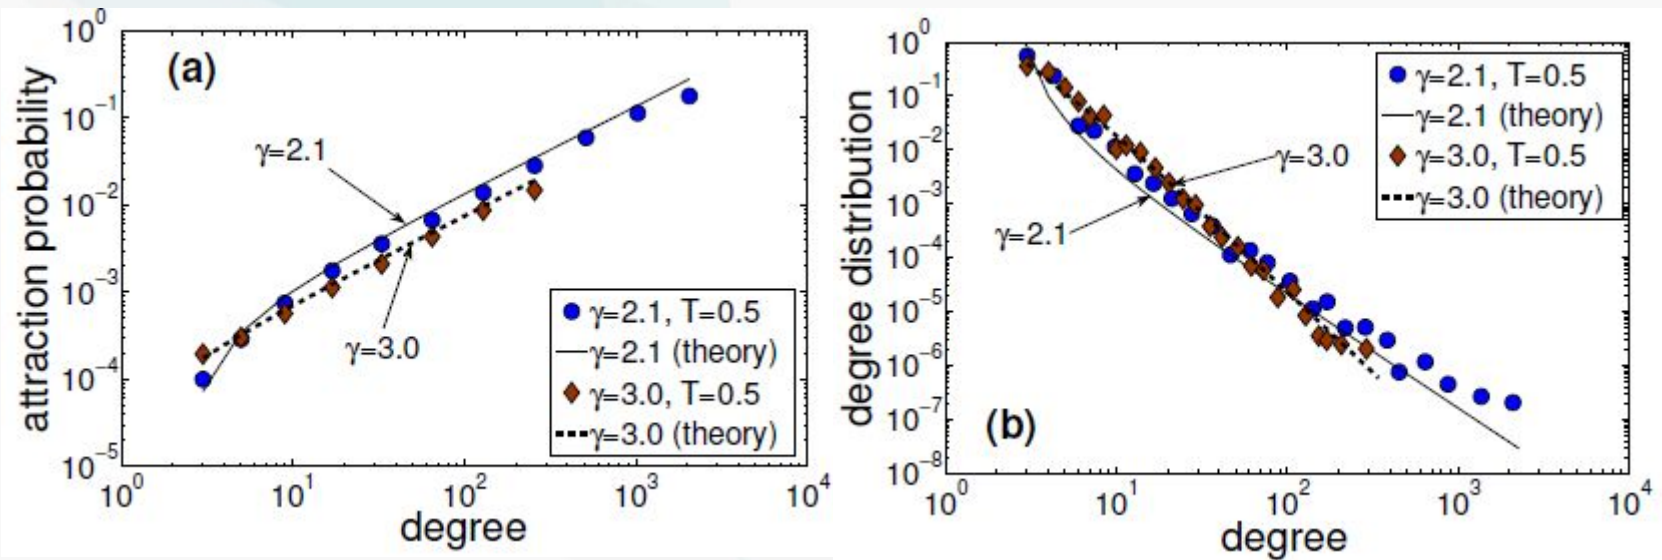 (a)
attraction probability
10^0
10^−1
10^−2
10^−3
10^−4
10^−5
γ=2.1
γ=3.0
γ=2.1, T=0.5
γ=2.1 (theory)
γ=3.0, T=0.5
γ=3.0 (theory)
10^0 10^1 10^2 10^3 10^4
degree
(b)
degree distribution
10^0
10^−1
10^−2
10^−3
10^−4
10^−5
10^−6
10^−7
10^−8
γ=3.0
γ=2.1
γ=2.1, T=0.5
γ=2.1 (theory)
γ=3.0, T=0.5
γ=3.0 (theory)
10^0 10^1 10^2 10^3 10^4
degree